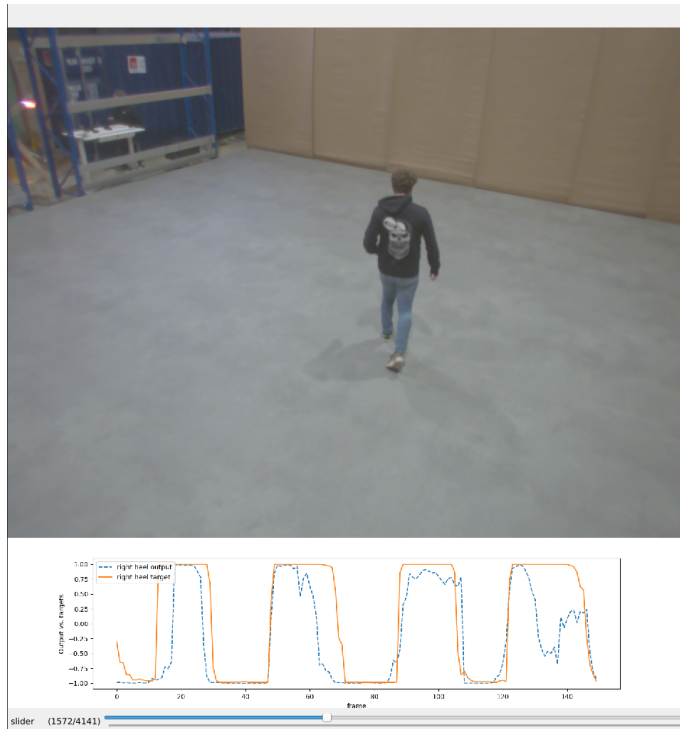 1.00
0.75
0.50
0.25
0.00
−0.25
−0.50
−0.75
−1.00
Output vs. targets
right heel output
right heel target
0 20 40 60 80 100 120 140
frame
slider (1572/4141)